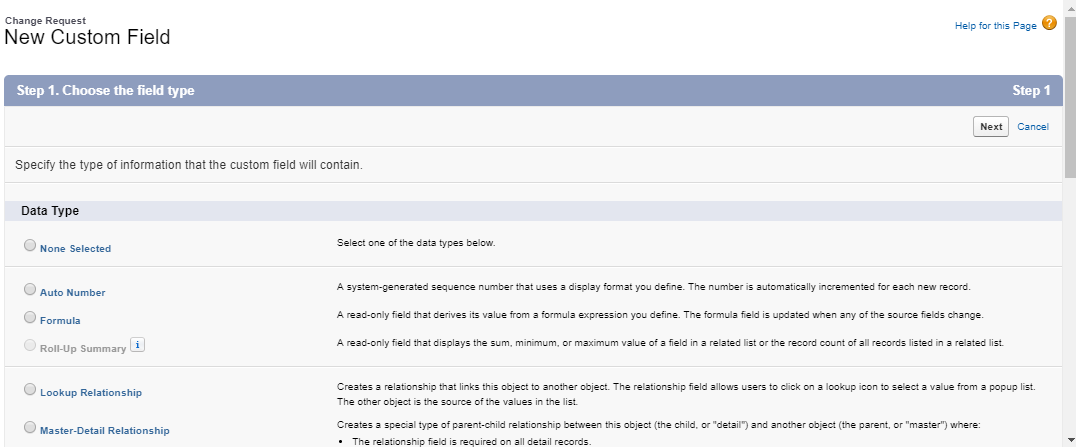 Change Request
New Custom Field
Help for this Page ?
Step 1. Choose the field type Step 1
Next Cancel
Specify the type of information that the custom field will contain.
Data Type
None Selected Select one of the data types below.
Auto Number A system-generated sequence number that uses a display format you define. The number is automatically incremented for each new record.
Formula A read-only field that derives its value from a formula expression you define. The formula field is updated when any of the source fields change.
Roll-Up Summary i A read-only field that displays the sum, minimum, or maximum value of a field in a related list or the record count of all records listed in a related list.
Lookup Relationship Creates a relationship that links this object to another object. The relationship field allows users to click on a lookup icon to select a value from a popup list.
The other object is the source of the values in the list.
Master-Detail Relationship Creates a special type of parent-child relationship between this object (the child, or "detail") and another object (the parent, or "master") where:
• The relationship field is required on all detail records.